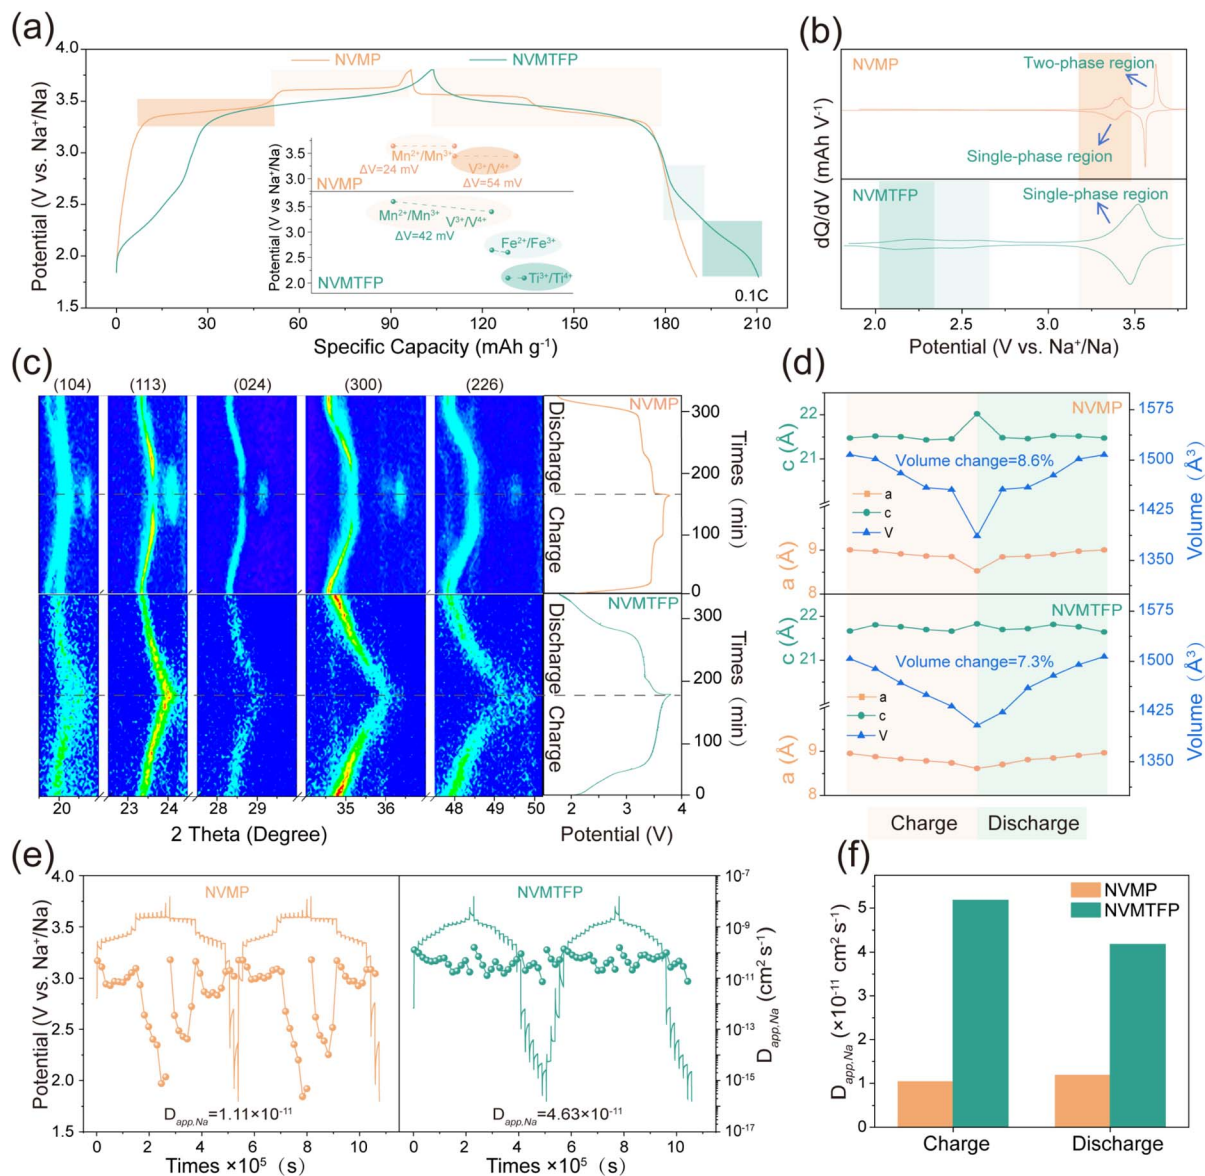 (a)
NVMP
NVMTFP
4.0
3.5
3.0
2.5
2.0
1.5
Potential (V vs. Na⁺/Na)
0
30
60
90
120
150
180
210
Specific Capacity (mAh g⁻¹)
0.1C
Potential (V vs Na⁺/Na)
3.5
3.0
Mn²⁺/Mn³⁺
ΔV=24 mV
V³⁺/V⁴⁺
ΔV=54 mV
NVMP
3.5
3.0
2.5
2.0
Mn²⁺/Mn³⁺
V³⁺/V⁴⁺
ΔV=42 mV
Fe²⁺/Fe³⁺
Ti³⁺/Ti⁴⁺
NVMTFP
(b)
NVMP
Two-phase region
Single-phase region
NVMTFP
Single-phase region
dQ/dV (mAh V⁻¹)
2.0
2.5
3.0
3.5
Potential (V vs. Na⁺/Na)
(c)
(104)
(113)
(024)
(300)
(226)
NVMP
Discharge
Charge
300
200
100
0
Times (min)
NVMTFP
Discharge
Charge
300
200
100
0
Times (min)
20
23
24
28
29
35
36
48
49
50
2 Theta (Degree)
2
3
4
Potential (V)
(d)
NVMP
22
21
c (Å)
9
8
a (Å)
Volume change=8.6%
a
c
V
1575
1500
1425
1350
Volume (Å³)
NVMTFP
22
21
c (Å)
9
8
a (Å)
Volume change=7.3%
a
c
V
1575
1500
1425
1350
Volume (Å³)
Charge
Discharge
(e)
NVMP
NVMTFP
4.0
3.5
3.0
2.5
2.0
1.5
Potential (V vs. Na⁺/Na)
D app,Na=1.11×10⁻¹¹
D app,Na=4.63×10⁻¹¹
10⁻⁷
10⁻⁹
10⁻¹¹
10⁻¹³
10⁻¹⁵
10⁻¹⁷
D app,Na (cm² s⁻¹)
0
2
4
6
8
10
Times ×10⁵ (s)
0
2
4
6
8
10
Times ×10⁵ (s)
(f)
NVMP
NVMTFP
5
4
3
2
1
0
D app,Na (×10⁻¹¹ cm² s⁻¹)
Charge
Discharge